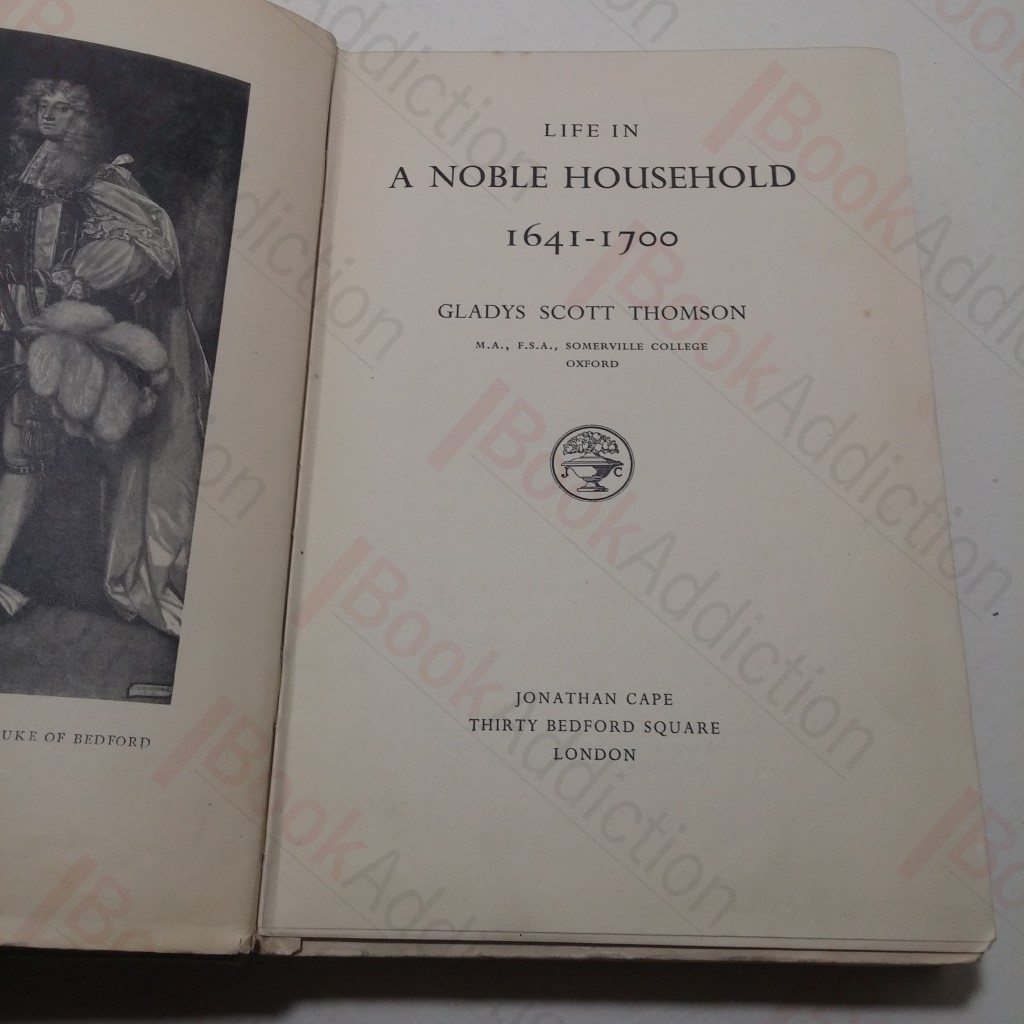 UKE OF BEDFORD
LIFE IN
A NOBLE HOUSEHOLD
1641-1700
GLADYS SCOTT THOMSON
M.A., F.S.A., SOMERVILLE COLLEGE
OXFORD
J C
JONATHAN CAPE
THIRTY BEDFORD SQUARE
LONDON
BookAddiction